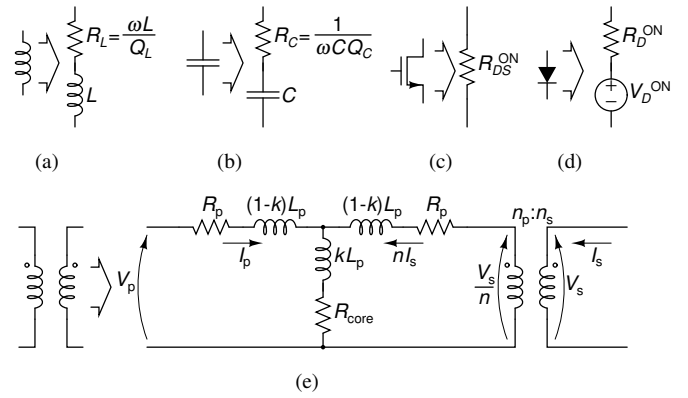 R_L = ωL/Q_L
L
(a)
R_C = 1/ωCQ_C
C
(b)
R_DS^ON
(c)
R_D^ON
+
−
V_D^ON
(d)
R_p
(1-k)L_p
(1-k)L_p
R_p
n_p:n_s
I_p
nI_s
I_s
V_p
kL_p
V_s/n
V_s
R_core
(e)